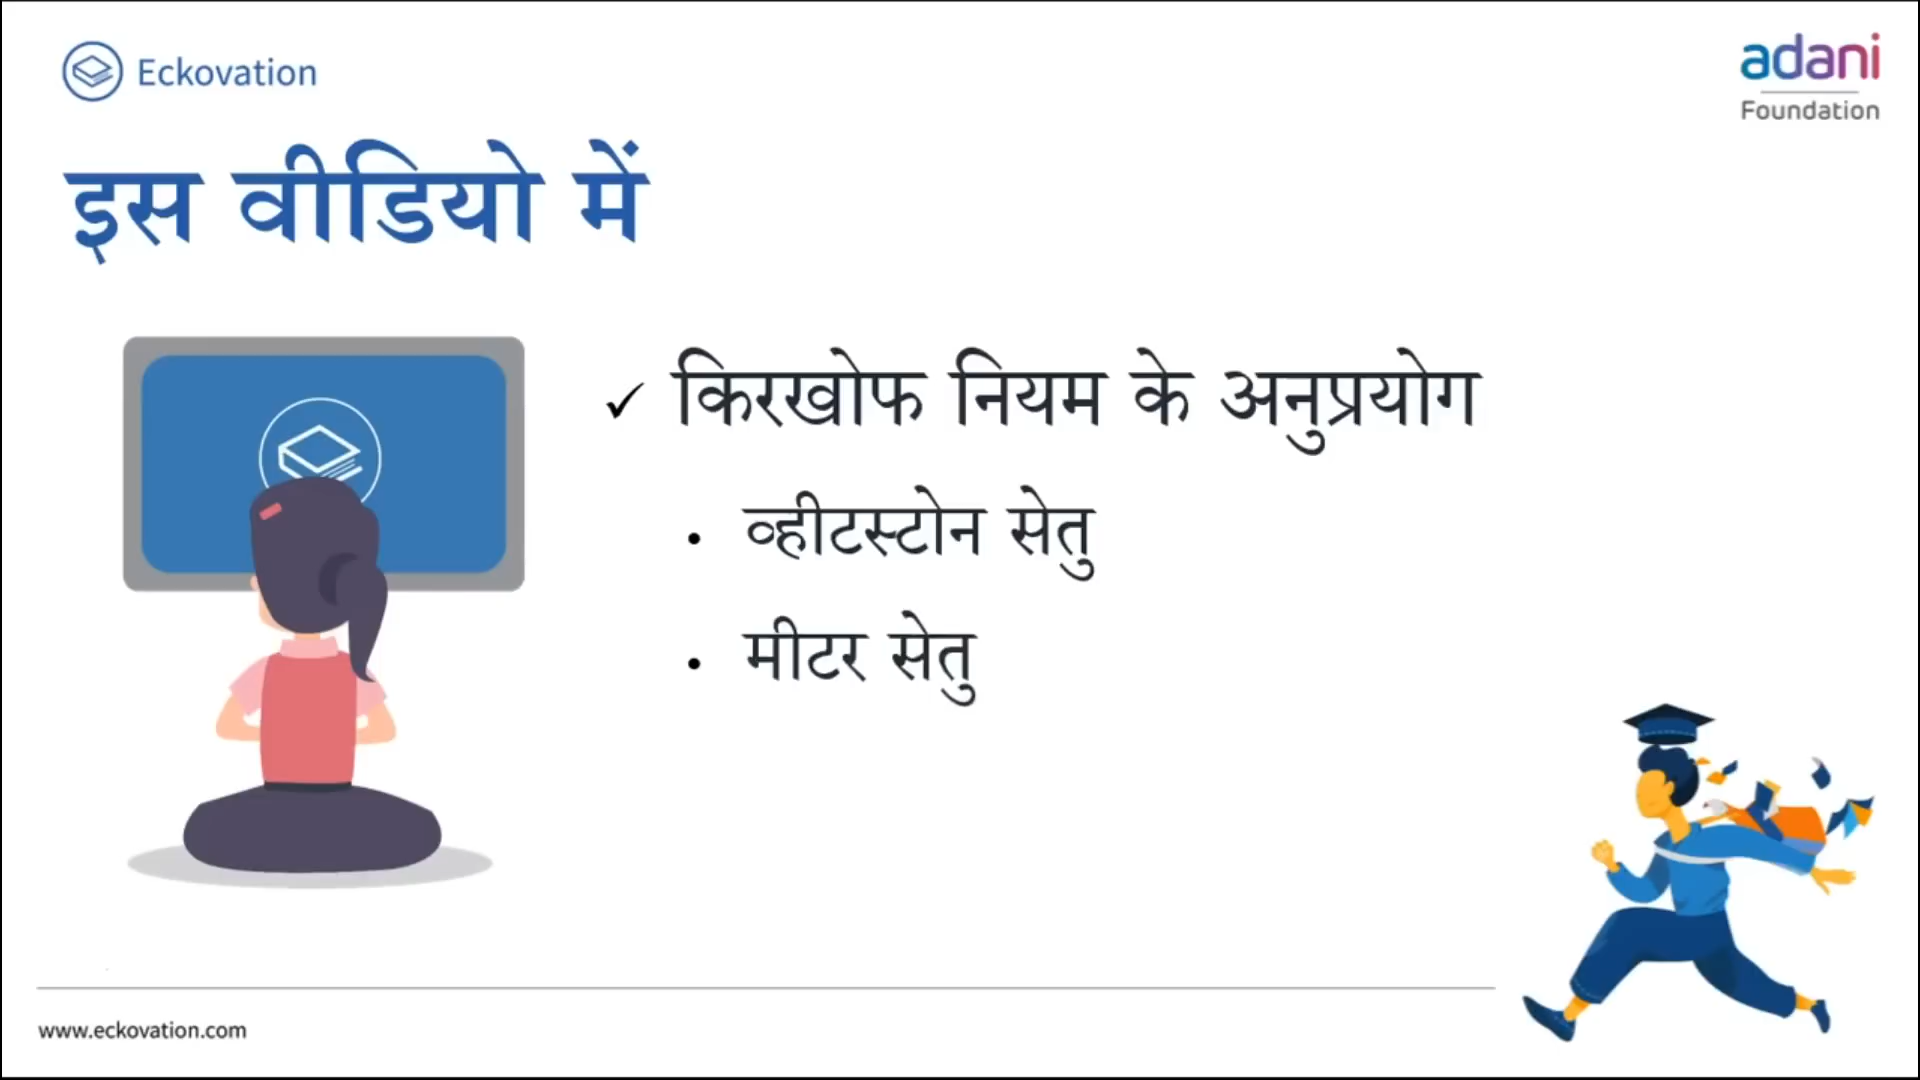 Eckovation
adani
Foundation
इस वीडियो में
✓ किरखोफ नियम के अनुप्रयोग
• व्हीटस्टोन सेतु
• मीटर सेतु
www.eckovation.com